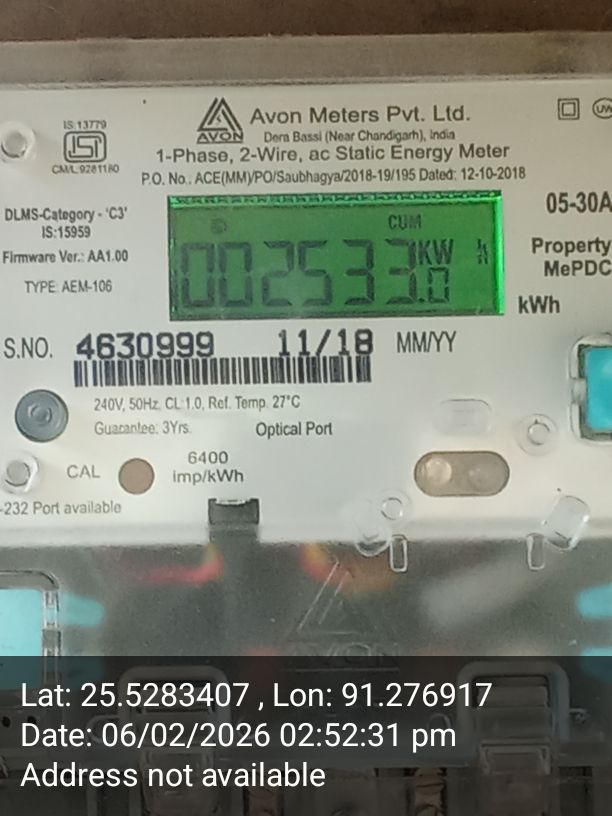 IS:13779
ISI
CM/L:9281180
AVON
Avon Meters Pvt. Ltd.
Dera Bassi (Near Chandigarh), India
1-Phase, 2-Wire, ac Static Energy Meter
P.O. No.: ACE(MM)/PO/Saubhagya/2018-19/195 Dated: 12-10-2018
DLMS-Category - 'C3'
IS:15959
Firmware Ver.: AA1.00
TYPE: AEM-106
CUM
002533.0
KWh
05-30A
Property
MePDC
kWh
S.NO. 4630999 11/18 MM/YY
240V, 50Hz, CL 1.0, Ref. Temp. 27°C
Guarantee: 3Yrs. Optical Port
CAL
6400
imp/kWh
-232 Port available
AVON
Lat: 25.5283407 , Lon: 91.276917
Date: 06/02/2026 02:52:31 pm
Address not available